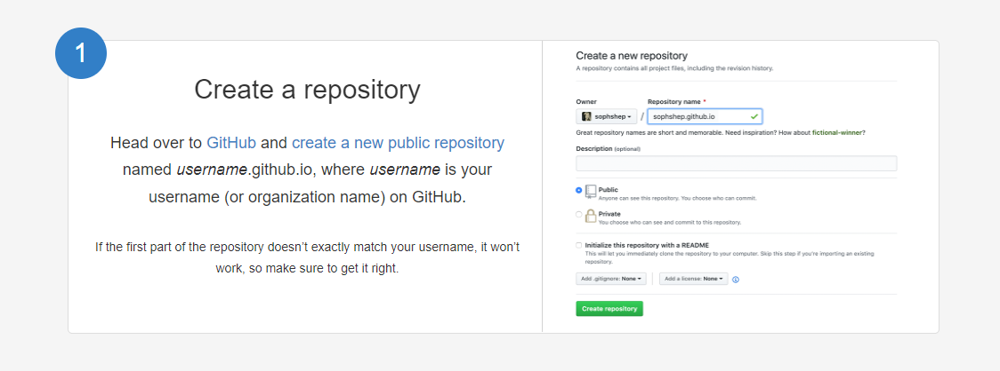 1
Create a repository
Head over to GitHub and create a new public repository
named username.github.io, where username is your
username (or organization name) on GitHub.
If the first part of the repository doesn’t exactly match your username, it won’t
work, so make sure to get it right.
Create a new repository
A repository contains all project files, including the revision history.
Owner
Repository name *
sophshep / sophshep.github.io
Great repository names are short and memorable. Need inspiration? How about fictional-winner?
Description (optional)
Public
Anyone can see this repository. You choose who can commit.
Private
You choose who can see and commit to this repository.
Initialize this repository with a README
This will let you immediately clone the repository to your computer. Skip this step if you’re importing an existing
repository.
Add .gitignore: None
Add a license: None
Create repository